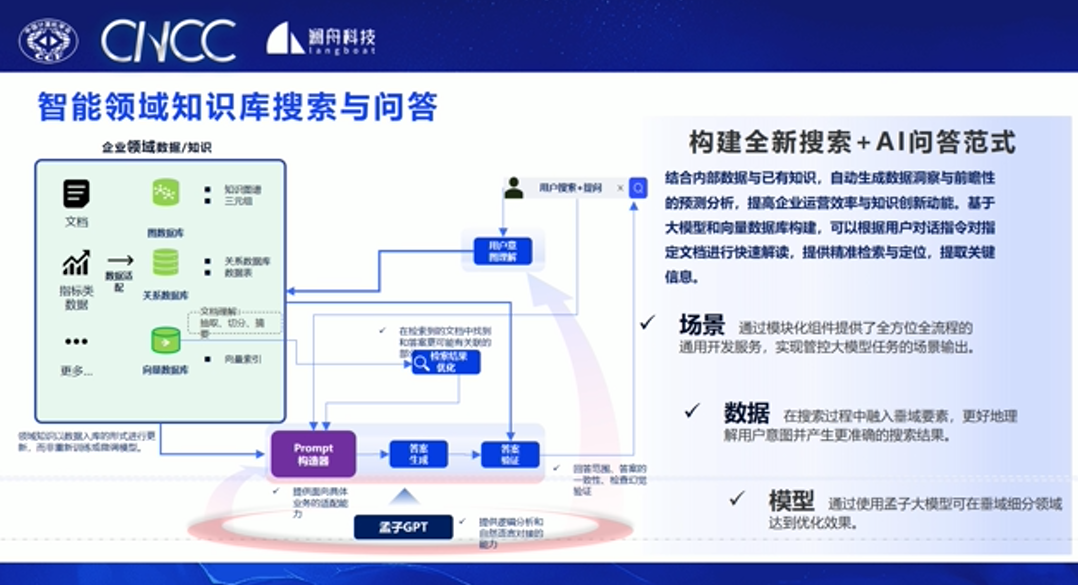 中国计算机学会
CCF
CNCC
澜舟科技
langboat
智能领域知识库搜索与问答
企业领域数据/知识
文档
知识图谱
三元组
图数据库
指标类
数据
数据适
配
关系数据库
数据表
关系数据库
文档理解：
抽取、切分、摘
要
更多...
向量索引
向量数据库
领域知识以数据入库的形式进行更
新，而非重新训练或微调模型。
用户搜索+提问
×
用户意
图理解
在检索到的文档中找到
和答案更可能有关联的
检索结果
优化
Prompt
构造器
答案
生成
答案
验证
提供面向具体
业务的适配能
力
孟子GPT
提供逻辑分析和
自然语言对接的
能力
回答范围、答案的
一致性、检查幻觉
验证
构建全新搜索+AI问答范式
结合内部数据与已有知识，自动生成数据洞察与前瞻性
的预测分析，提高企业运营效率与知识创新动能。基于
大模型和向量数据库构建，可以根据用户对话指令对指
定文档进行快速解读，提供精准检索与定位，提取关键
信息。
场景 通过模块化组件提供了全方位全流程的
通用开发服务，实现管控大模型任务的场景输出。
数据 在搜索过程中融入垂域要素，更好地理
解用户意图并产生更准确的搜索结果。
模型 通过使用孟子大模型可在垂域细分领域
达到优化效果。